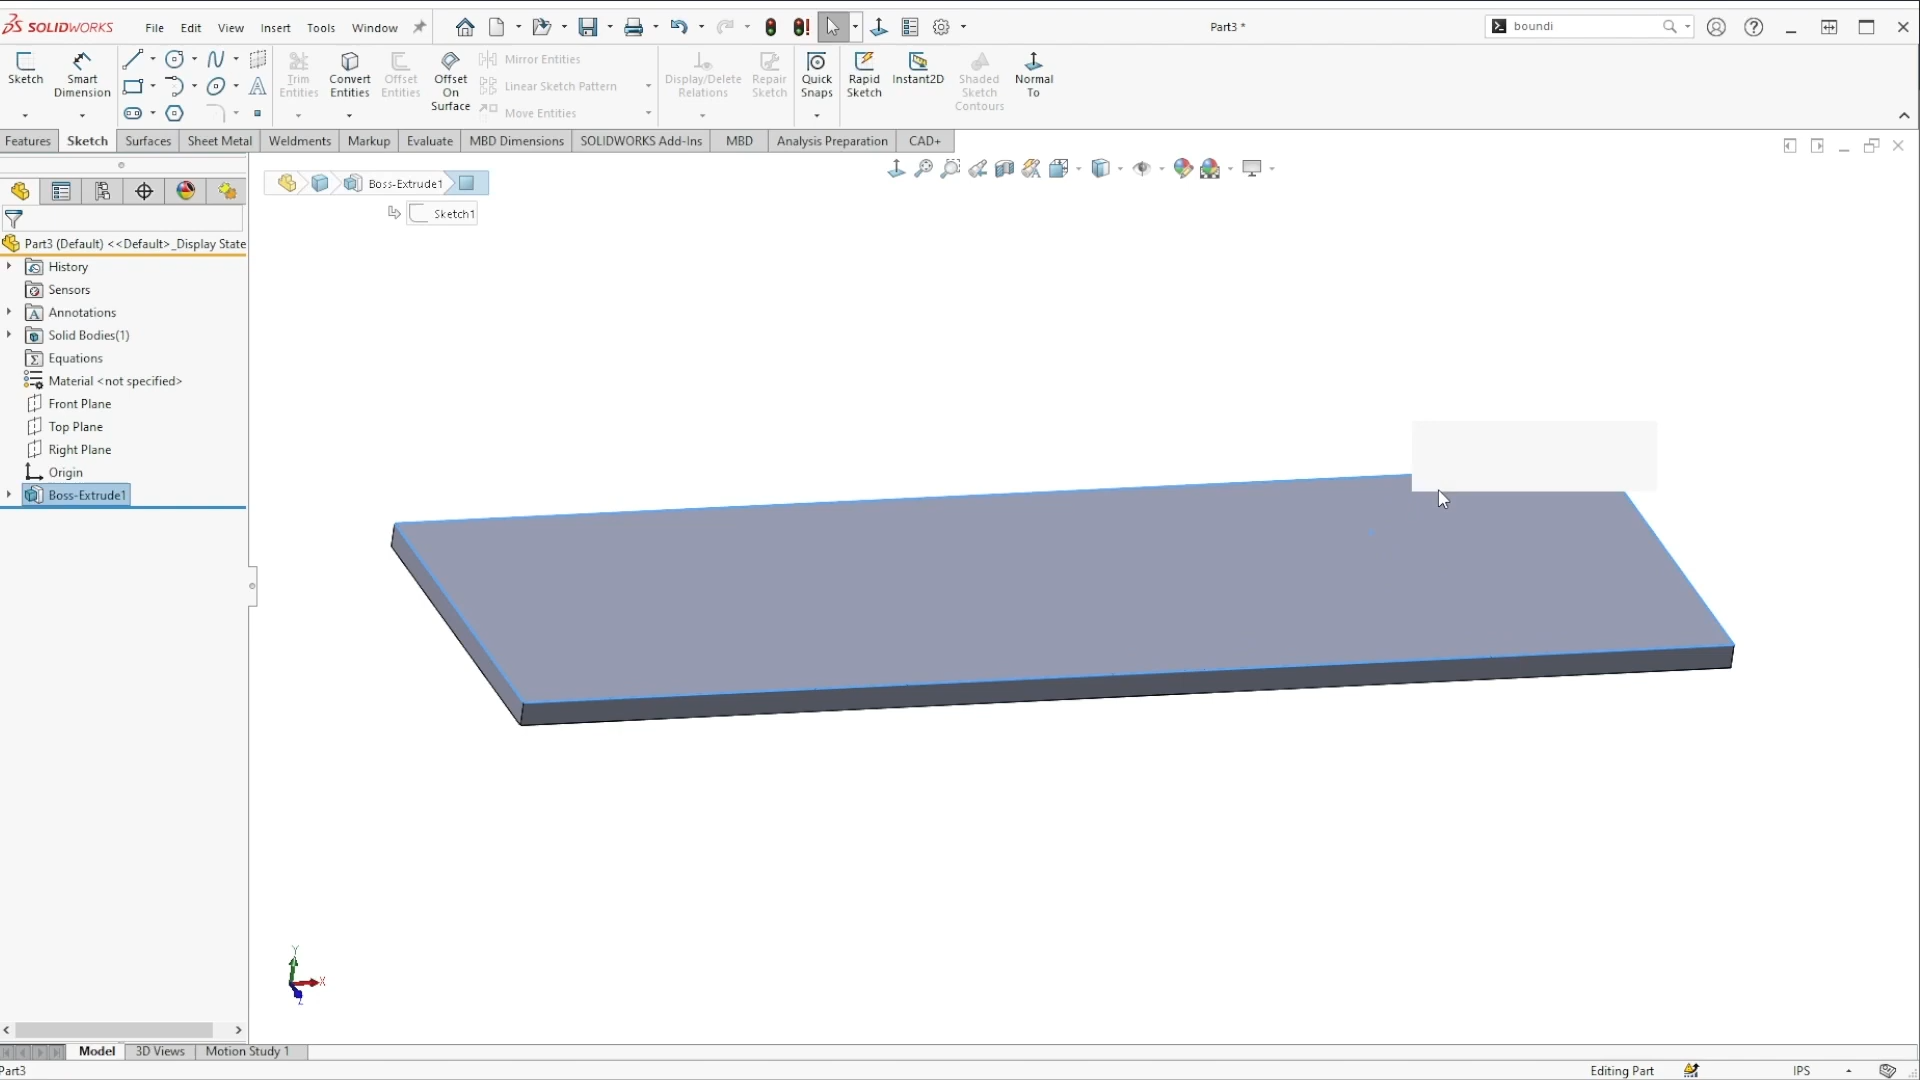 SOLIDWORKS
File Edit View Insert Tools Window
Part3 *
boundi
Sketch
Smart Dimension
Trim Entities
Convert Entities
Offset Entities
Offset On Surface
Mirror Entities
Linear Sketch Pattern
Move Entities
Display/Delete Relations
Repair Sketch
Quick Snaps
Rapid Sketch
Instant2D
Shaded Sketch Contours
Normal To
Features Sketch Surfaces Sheet Metal Weldments Markup Evaluate MBD Dimensions SOLIDWORKS Add-Ins MBD Analysis Preparation CAD+
Boss-Extrude1
Sketch1
Part3 (Default) <<Default>_Display State
History
Sensors
Annotations
Solid Bodies(1)
Equations
Material <not specified>
Front Plane
Top Plane
Right Plane
Origin
Boss-Extrude1
Y
X
Z
Model 3D Views Motion Study 1
Part3
Editing Part
IPS